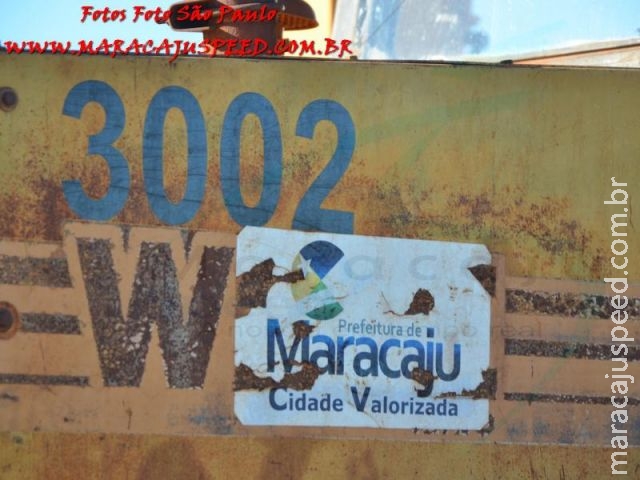 Fotos Foto São Paulo
WWW.MARACAJUSPEED.COM.BR
3002
W
Prefeitura de
Maracaju
Cidade Valorizada
maracajuspeed.com.br